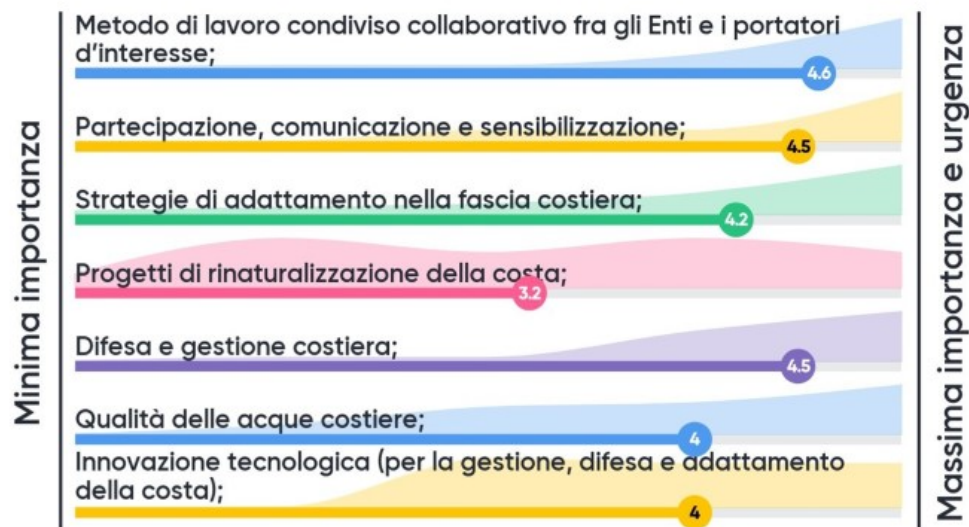 Minima importanza
Metodo di lavoro condiviso collaborativo fra gli Enti e i portatori
d'interesse;
4.6
Partecipazione, comunicazione e sensibilizzazione;
4.5
Strategie di adattamento nella fascia costiera;
4.2
Progetti di rinaturalizzazione della costa;
3.2
Difesa e gestione costiera;
4.5
Qualità delle acque costiere;
4
Innovazione tecnologica (per la gestione, difesa e adattamento
della costa);
4
Massima importanza e urgenza